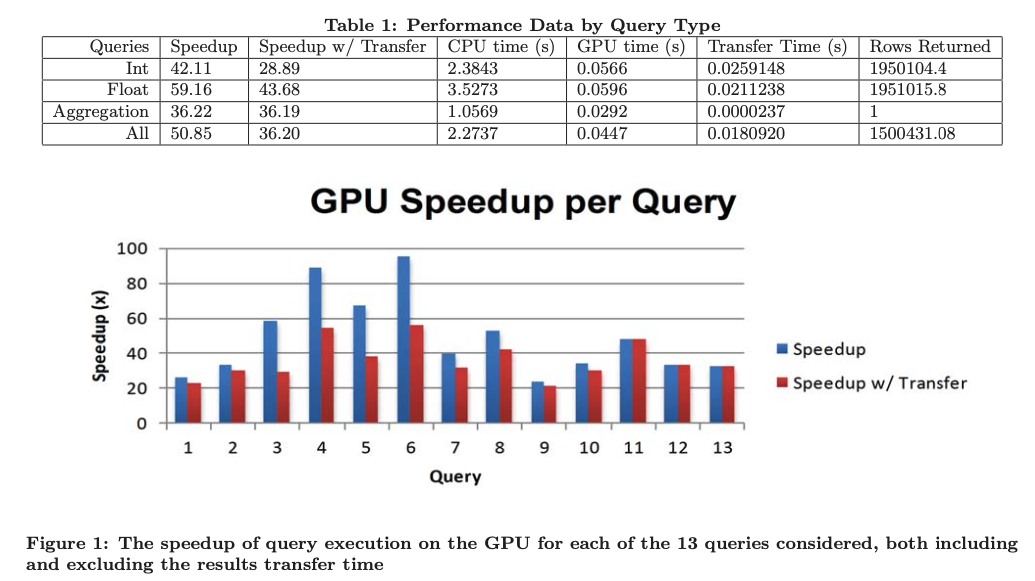 Table 1: Performance Data by Query Type
Queries Speedup Speedup w/ Transfer CPU time (s) GPU time (s) Transfer Time (s) Rows Returned
Int 42.11 28.89 2.3843 0.0566 0.0259148 1950104.4
Float 59.16 43.68 3.5273 0.0596 0.0211238 1951015.8
Aggregation 36.22 36.19 1.0569 0.0292 0.0000237 1
All 50.85 36.20 2.2737 0.0447 0.0180920 1500431.08
GPU Speedup per Query
Speedup (x)
100
80
60
40
20
0
1 2 3 4 5 6 7 8 9 10 11 12 13
Query
Speedup
Speedup w/ Transfer
Figure 1: The speedup of query execution on the GPU for each of the 13 queries considered, both including
and excluding the results transfer time